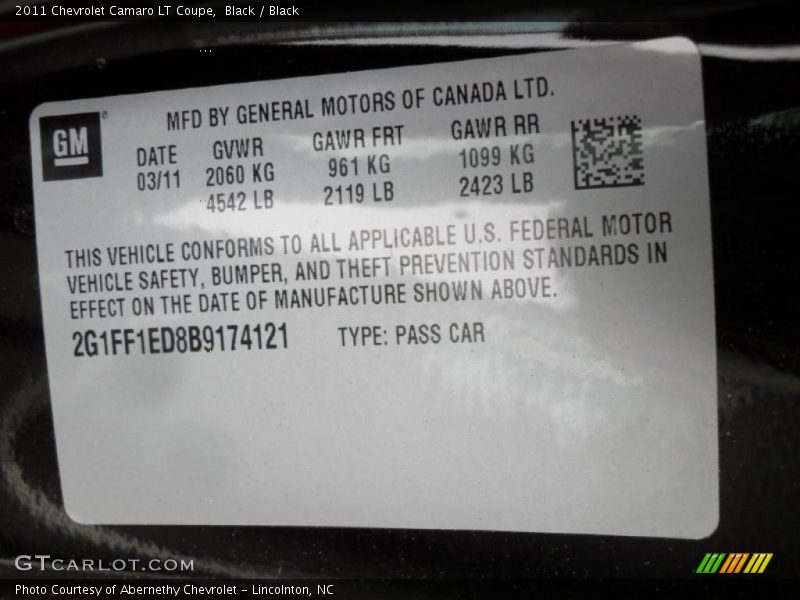 2011 Chevrolet Camaro LT Coupe,  Black / Black
GM
MFD BY GENERAL MOTORS OF CANADA LTD.
DATE GVWR GAWR FRT GAWR RR
03/11 2060 KG 961 KG 1099 KG
4542 LB 2119 LB 2423 LB
THIS VEHICLE CONFORMS TO ALL APPLICABLE U.S. FEDERAL MOTOR
VEHICLE SAFETY, BUMPER, AND THEFT PREVENTION STANDARDS IN
EFFECT ON THE DATE OF MANUFACTURE SHOWN ABOVE.
2G1FF1ED8B9174121 TYPE: PASS CAR
GTCARLOT.COM
Photo Courtesy of Abernethy Chevrolet - Lincolnton, NC